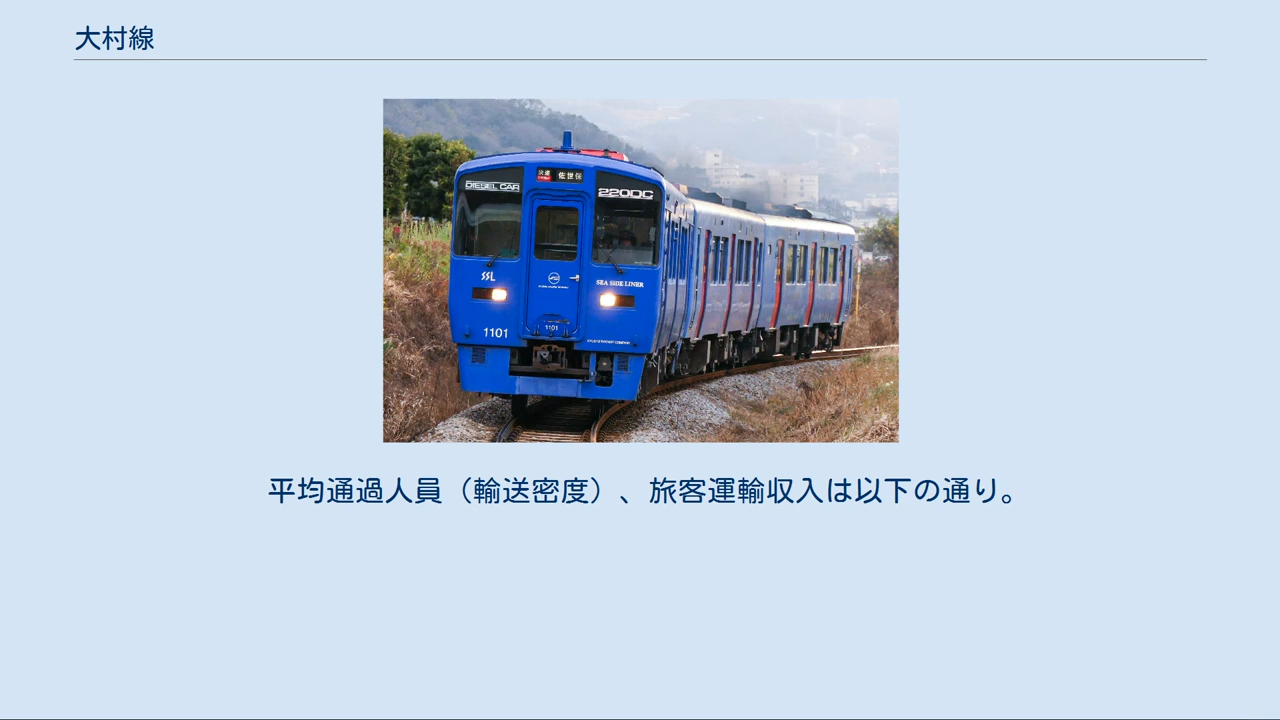 大村線
快速
佐世保
DIESEL CAR
220DC
SSL
SEA SIDE LINER
1101
1101
平均通過人員（輸送密度）、旅客運輸収入は以下の通り。